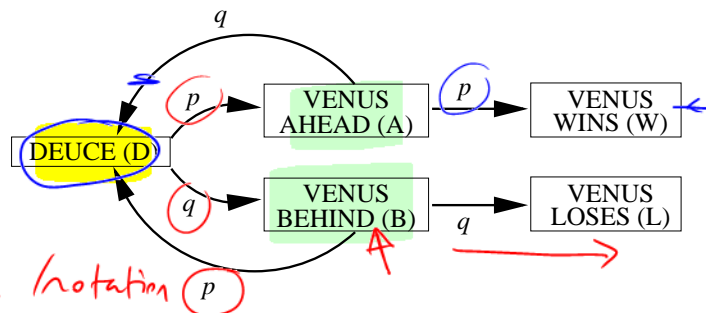 q
p
VENUS
AHEAD (A)
p
VENUS
WINS (W)
DEUCE (D)
q
VENUS
BEHIND (B)
q
VENUS
LOSES (L)
notation
p